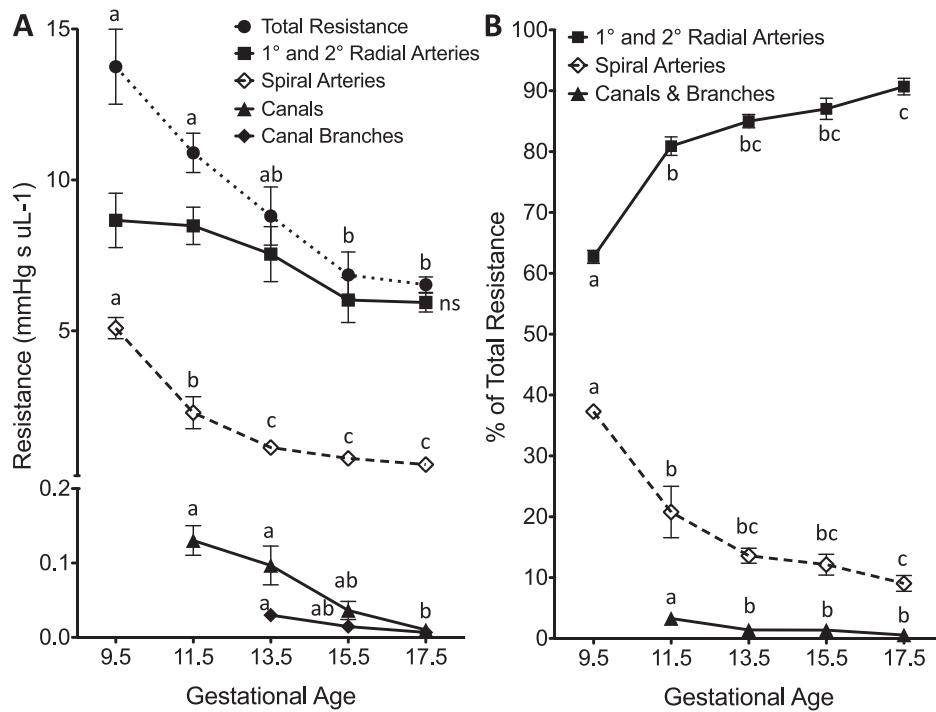 A
Total Resistance
1° and 2° Radial Arteries
Spiral Arteries
Canals
Canal Branches
15
10
5
0.2
0.1
0.0
Resistance (mmHg s uL-1)
a
a
ab
b
b
ns
a
b
c
c
c
a
a
ab
b
a
ab
9.5 11.5 13.5 15.5 17.5
Gestational Age
B
1° and 2° Radial Arteries
Spiral Arteries
Canals & Branches
100
90
80
70
60
50
40
30
20
10
0
% of Total Resistance
a
b
bc
bc
c
a
b
bc
bc
c
a
b
b
b
9.5 11.5 13.5 15.5 17.5
Gestational Age